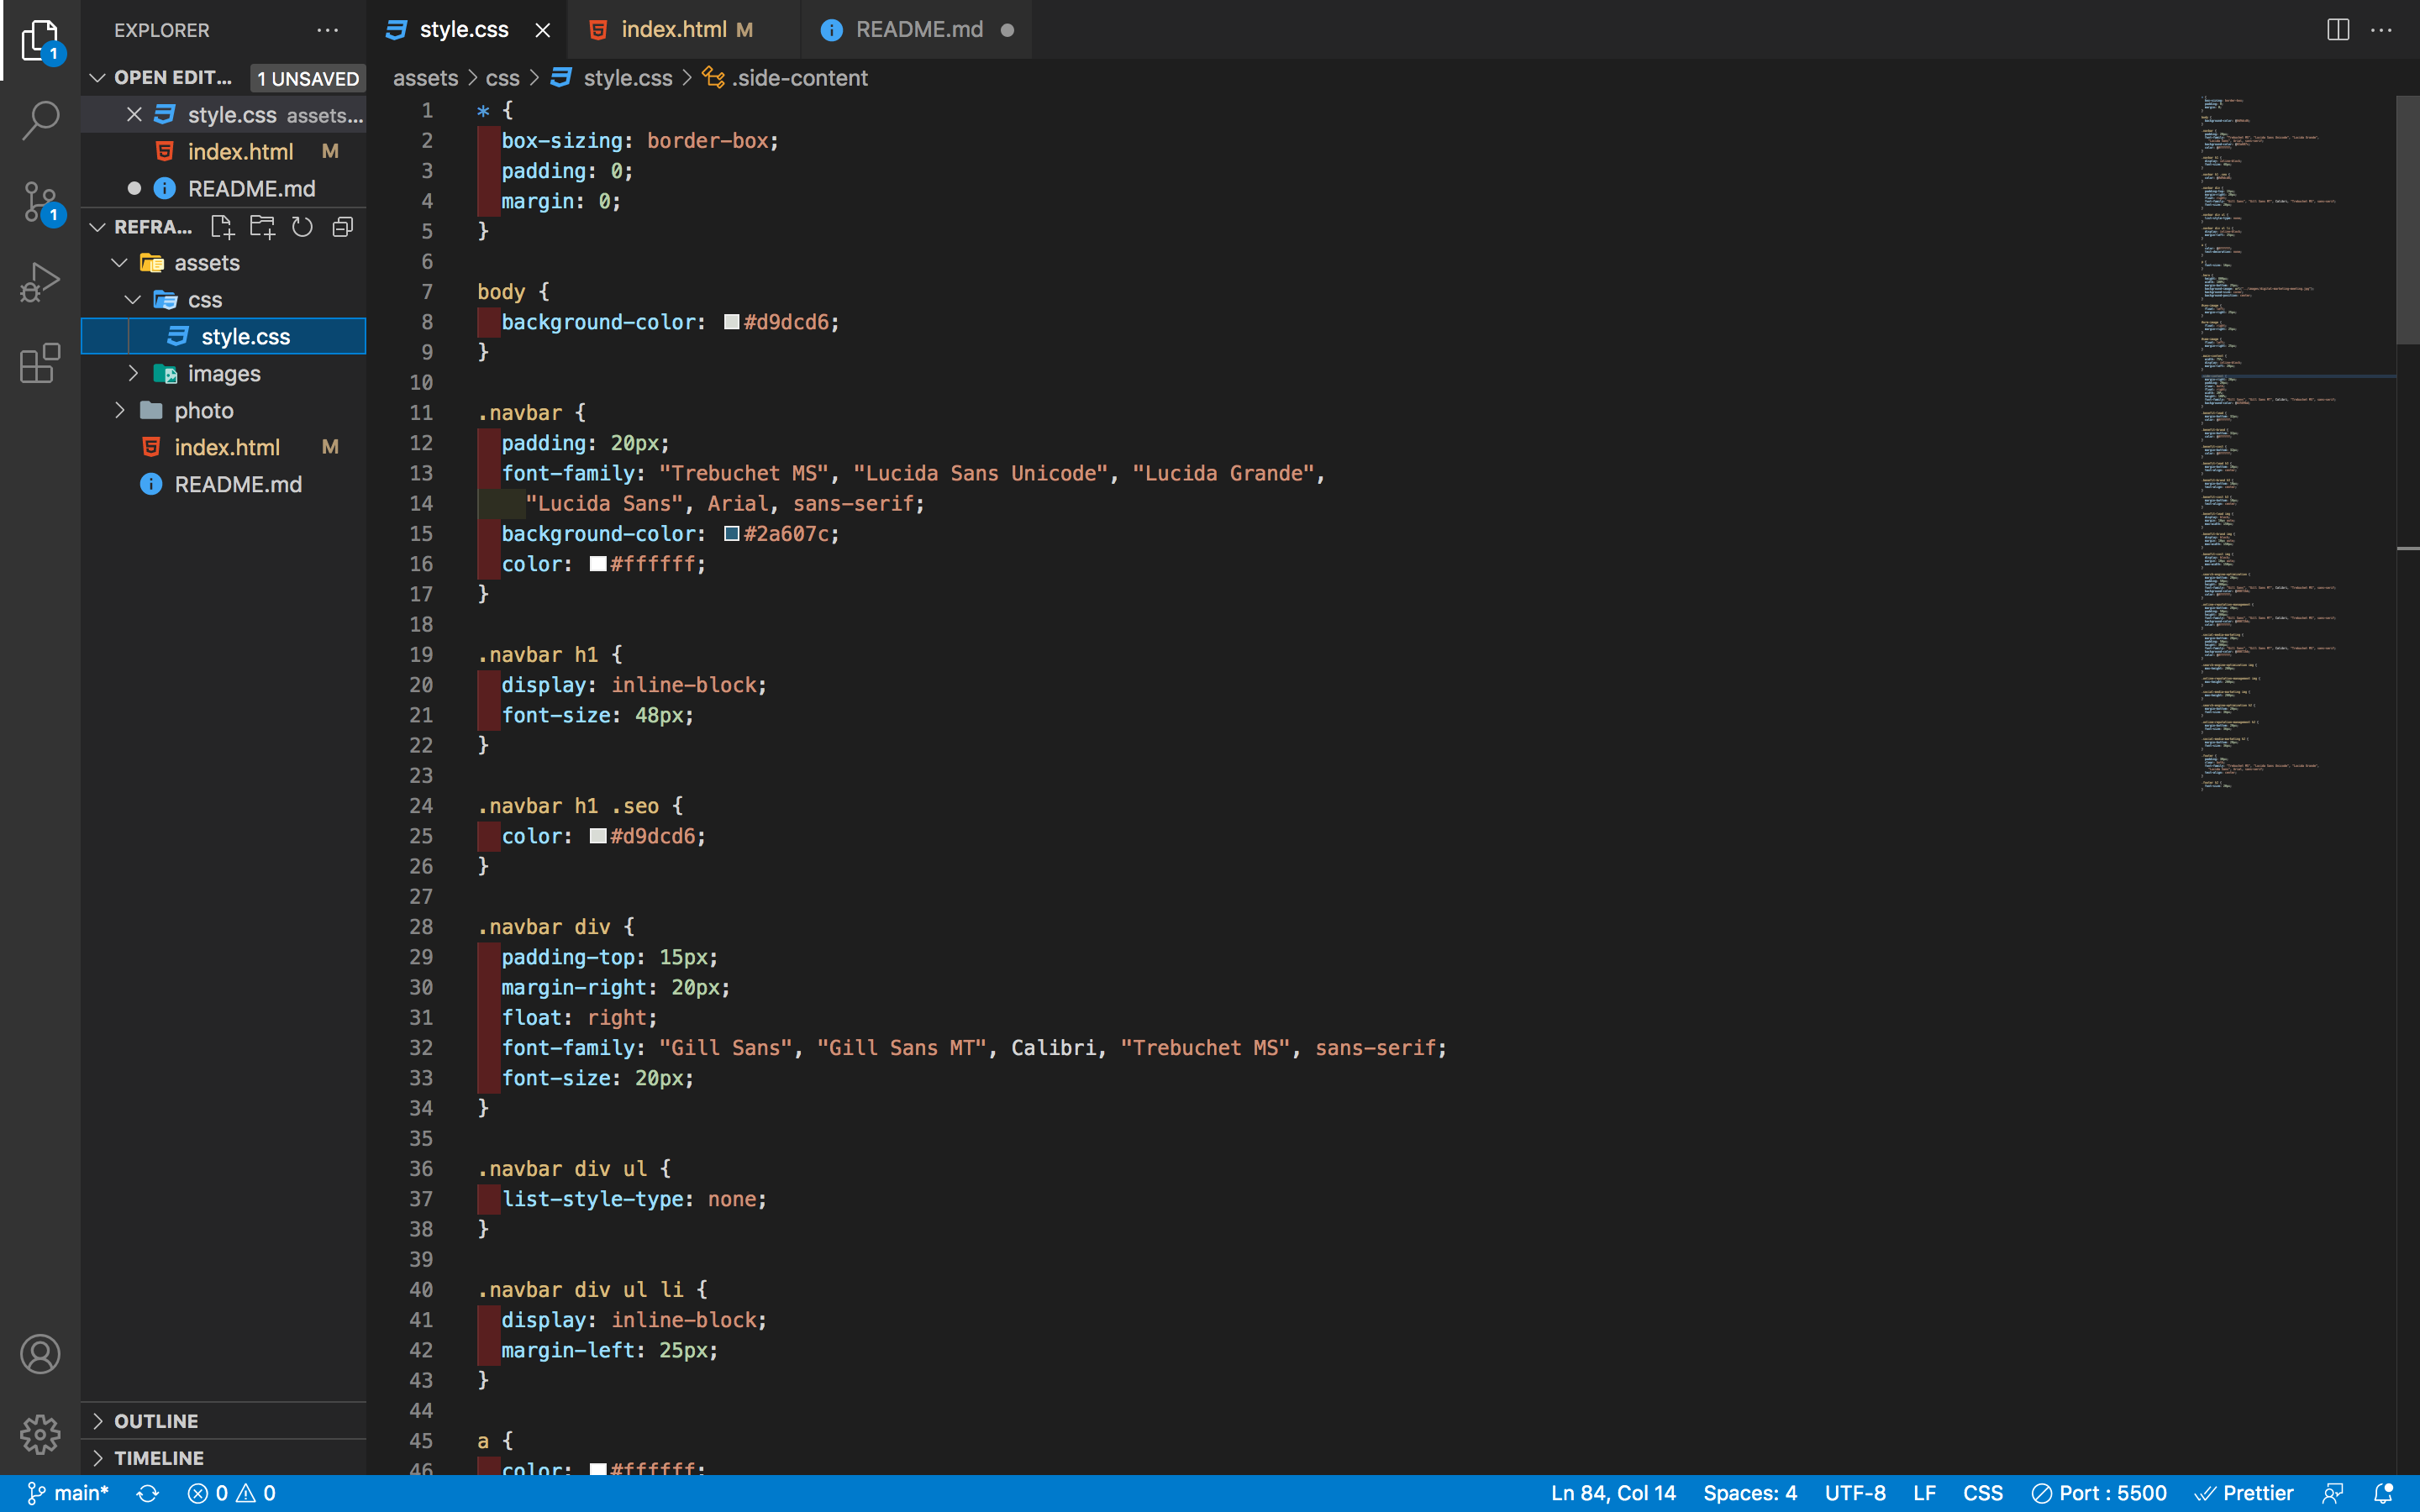 EXPLORER
OPEN EDIT... 1 UNSAVED
style.css assets...
index.html M
README.md
REFRA...
assets
css
style.css
images
photo
index.html M
README.md
OUTLINE
TIMELINE
1
1
style.css
index.html M
README.md
assets > css > style.css > .side-content
1 * {
2 box-sizing: border-box;
3 padding: 0;
4 margin: 0;
5 }
6
7 body {
8 background-color: #d9dcd6;
9 }
10
11 .navbar {
12 padding: 20px;
13 font-family: "Trebuchet MS", "Lucida Sans Unicode", "Lucida Grande",
14 "Lucida Sans", Arial, sans-serif;
15 background-color: #2a607c;
16 color: #ffffff;
17 }
18
19 .navbar h1 {
20 display: inline-block;
21 font-size: 48px;
22 }
23
24 .navbar h1 .seo {
25 color: #d9dcd6;
26 }
27
28 .navbar div {
29 padding-top: 15px;
30 margin-right: 20px;
31 float: right;
32 font-family: "Gill Sans", "Gill Sans MT", Calibri, "Trebuchet MS", sans-serif;
33 font-size: 20px;
34 }
35
36 .navbar div ul {
37 list-style-type: none;
38 }
39
40 .navbar div ul li {
41 display: inline-block;
42 margin-left: 25px;
43 }
44
45 a {
46 color: #ffffff;
main* 0 0 Ln 84, Col 14 Spaces: 4 UTF-8 LF CSS Port : 5500 Prettier